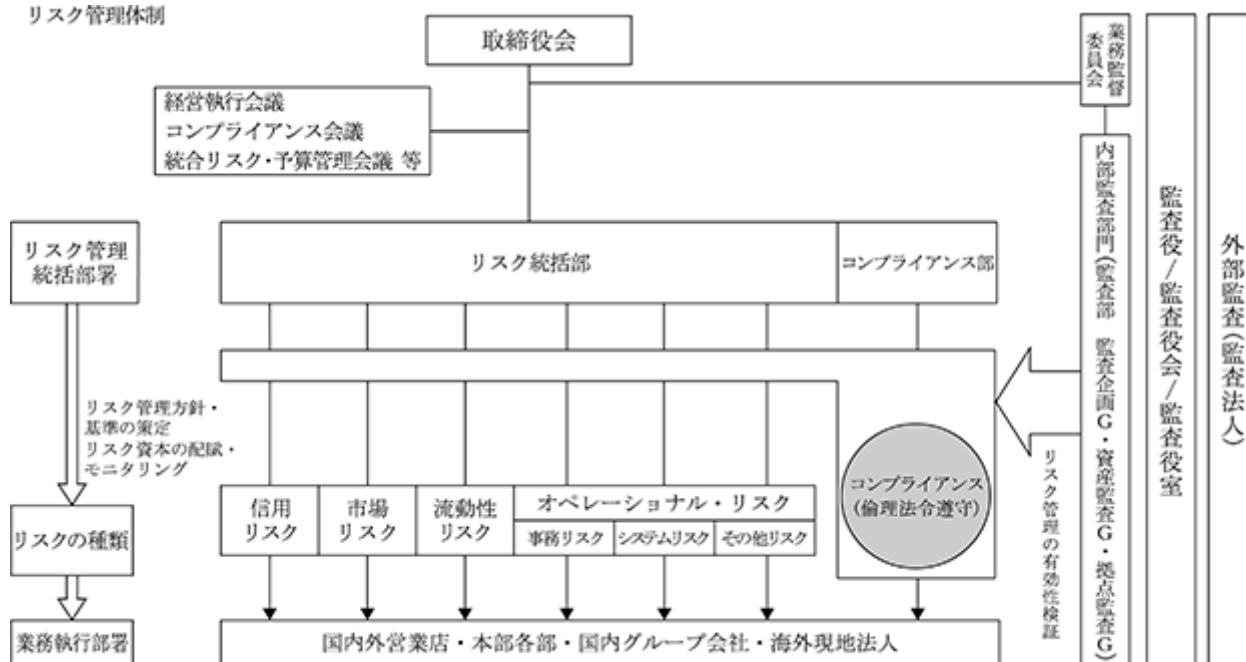 リスク管理体制
取締役会
経営執行会議
コンプライアンス会議
統合リスク・予算管理会議 等
業務監督
委員会
リスク管理
統括部署
リスク統括部
コンプライアンス部
内部監査部門(監査部 監査企画G・資産監査G・拠点監査G)
監査役/監査役会/監査役室
外部監査(監査法人)
リスク管理方針・
基準の策定
リスク資本の配賦・
モニタリング
リスク管理の有効性検証
リスクの種類
信用
リスク
市場
リスク
流動性
リスク
オペレーショナル・リスク
事務リスク
システムリスク
その他リスク
コンプライアンス
(倫理法令遵守)
業務執行部署
国内外営業店・本部各部・国内グループ会社・海外現地法人